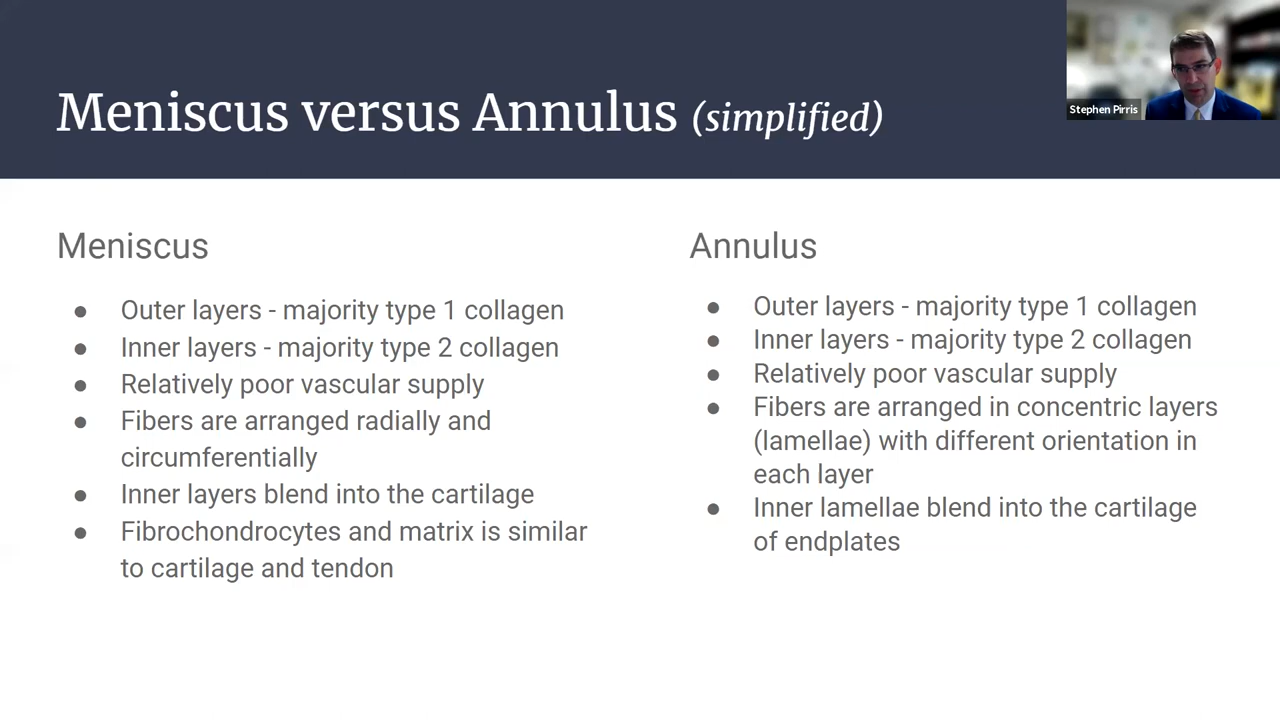 Meniscus versus Annulus (simplified)
Stephen Pirris
Meniscus
● Outer layers - majority type 1 collagen
● Inner layers - majority type 2 collagen
● Relatively poor vascular supply
● Fibers are arranged radially and
circumferentially
● Inner layers blend into the cartilage
● Fibrochondrocytes and matrix is similar
to cartilage and tendon
Annulus
● Outer layers - majority type 1 collagen
● Inner layers - majority type 2 collagen
● Relatively poor vascular supply
● Fibers are arranged in concentric layers
(lamellae) with different orientation in
each layer
● Inner lamellae blend into the cartilage
of endplates